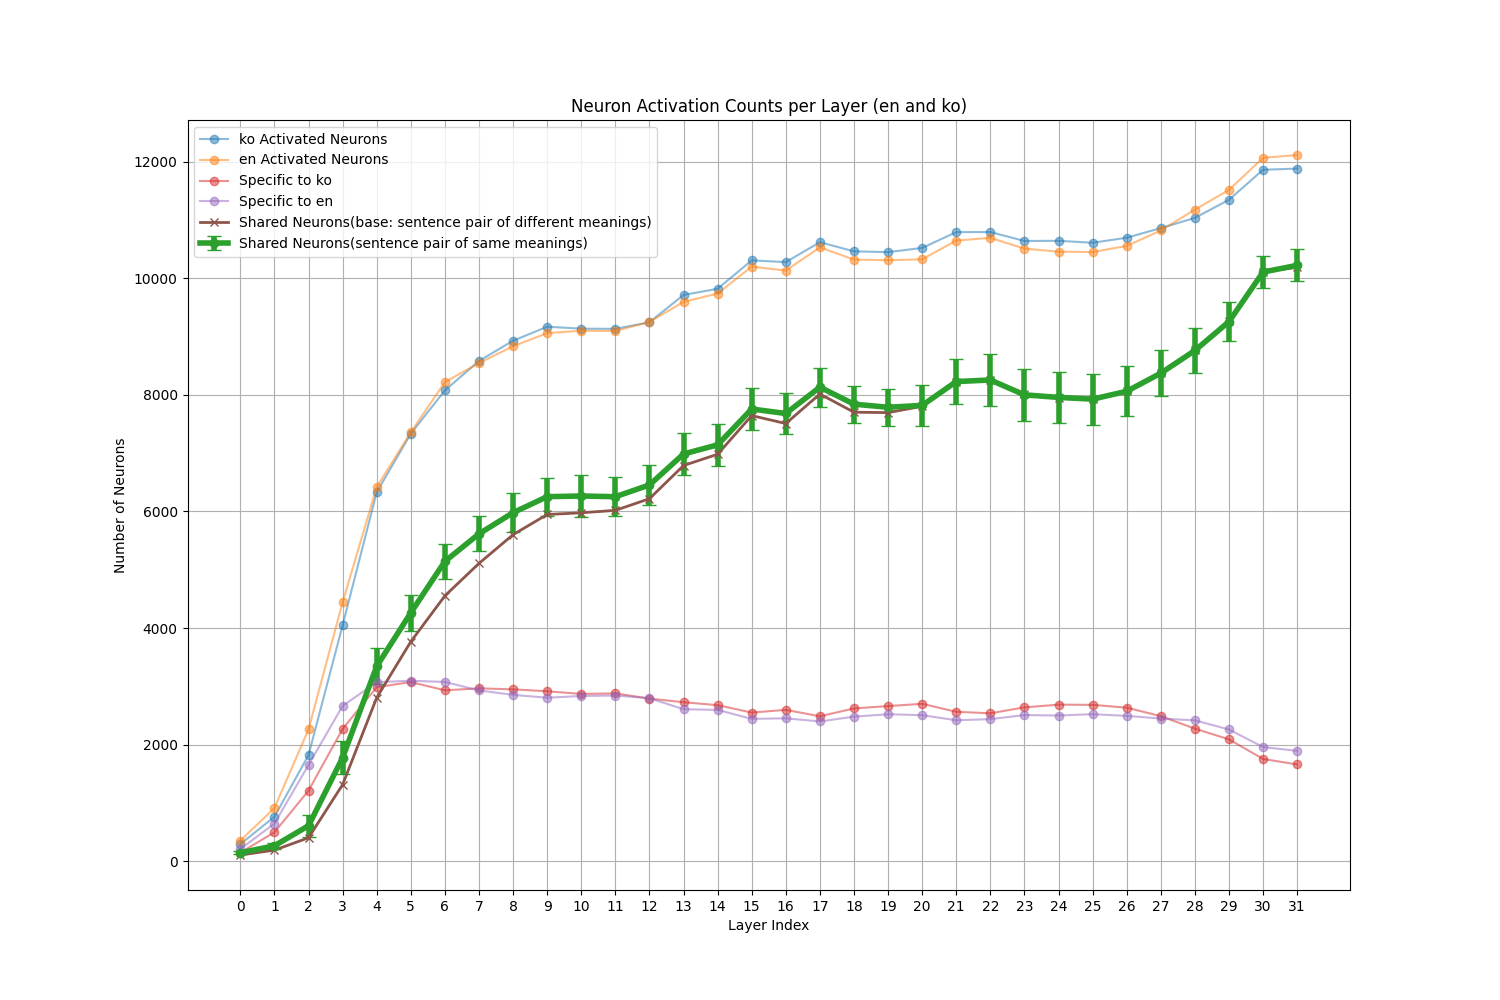 Neuron Activation Counts per Layer (en and ko)
ko Activated Neurons
en Activated Neurons
Specific to ko
Specific to en
Shared Neurons(base: sentence pair of different meanings)
Shared Neurons(sentence pair of same meanings)
12000
10000
8000
6000
4000
2000
0
Number of Neurons
0 1 2 3 4 5 6 7 8 9 10 11 12 13 14 15 16 17 18 19 20 21 22 23 24 25 26 27 28 29 30 31
Layer Index